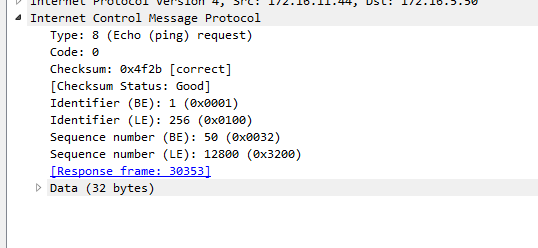 Internet Protocol Version 4, Src: 172.16.11.44, Dst: 172.16.5.50
Internet Control Message Protocol
Type: 8 (Echo (ping) request)
Code: 0
Checksum: 0x4f2b [correct]
[Checksum Status: Good]
Identifier (BE): 1 (0x0001)
Identifier (LE): 256 (0x0100)
Sequence number (BE): 50 (0x0032)
Sequence number (LE): 12800 (0x3200)
[Response frame: 30353]
Data (32 bytes)